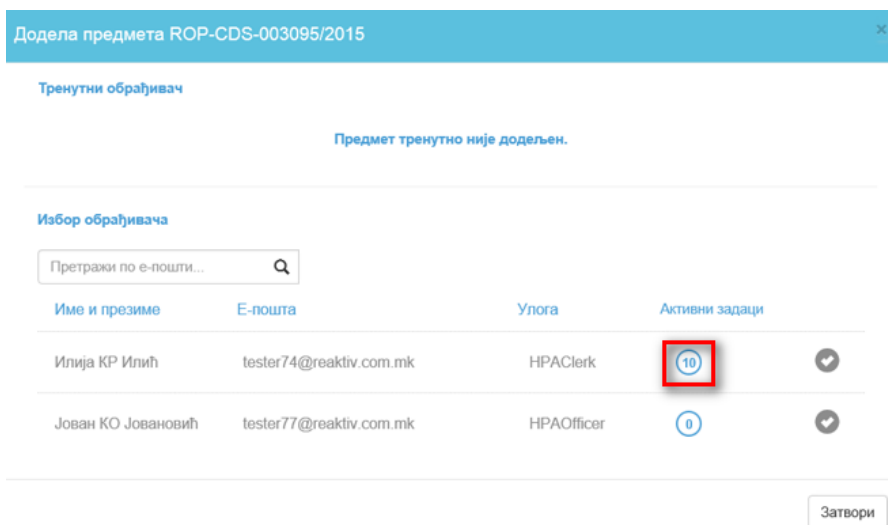 Додела предмета ROP-CDS-003095/2015 ×
Тренутни обрађивач
Предмет тренутно није додељен.
Избор обрађивача
Претражи по е-пошти...
Име и презиме Е-пошта Улога Активни задаци
Илија КР Илић tester74@reaktiv.com.mk HPAClerk 10
Јован КО Јовановић tester77@reaktiv.com.mk HPAOfficer 0
Затвори